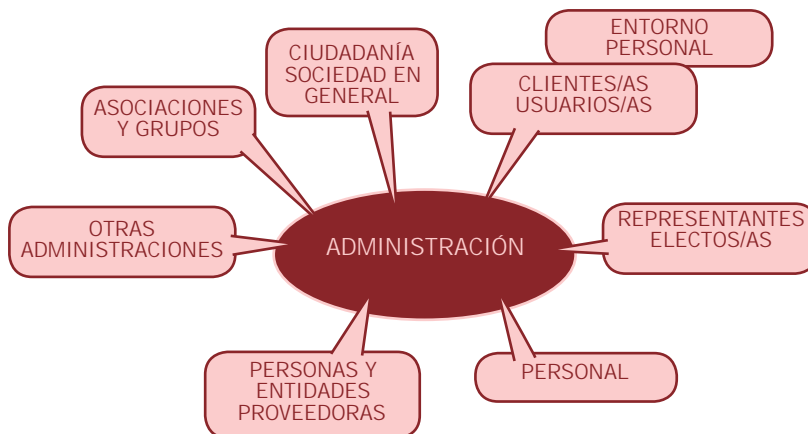 ENTORNO
PERSONAL
CIUDADANÍA
SOCIEDAD EN
GENERAL
CLIENTES/AS
USUARIOS/AS
ASOCIACIONES
Y GRUPOS
OTRAS
ADMINISTRACIONES
ADMINISTRACIÓN
REPRESENTANTES
ELECTOS/AS
PERSONAS Y
ENTIDADES
PROVEEDORAS
PERSONAL